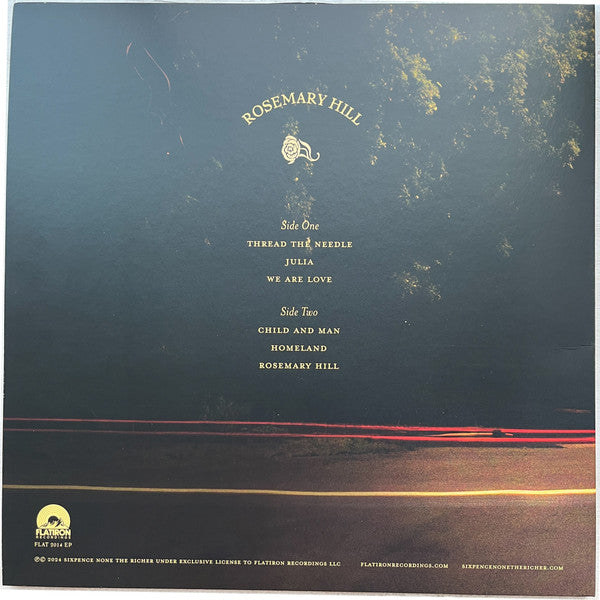 ROSEMARY HILL
Side One
THREAD THE NEEDLE
JULIA
WE ARE LOVE
Side Two
CHILD AND MAN
HOMELAND
ROSEMARY HILL
FLATIRON
RECORDINGS
FLAT 2014 EP
℗© 2024 SIXPENCE NONE THE RICHER UNDER EXCLUSIVE LICENSE TO FLATIRON RECORDINGS LLC FLATIRONRECORDINGS.COM SIXPENCENONETHERICHER.COM